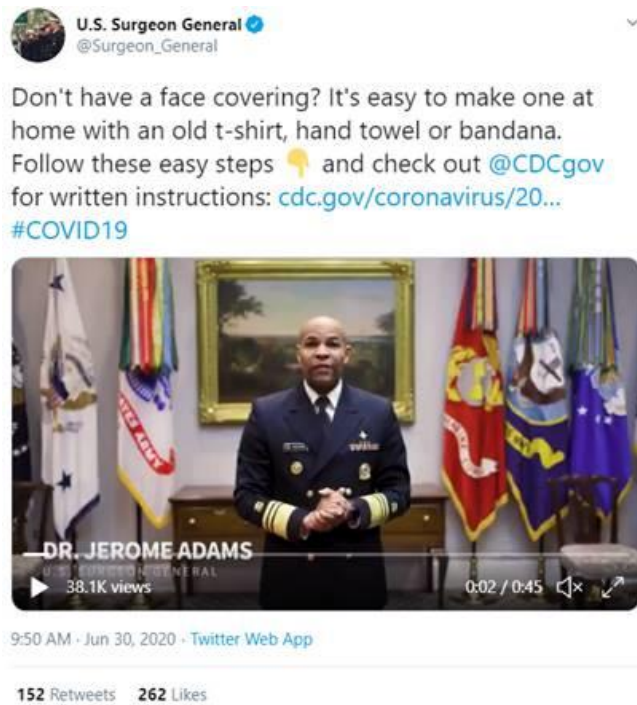 U.S. Surgeon General
@Surgeon_General
Don't have a face covering? It's easy to make one at
home with an old t-shirt, hand towel or bandana.
Follow these easy steps 👇 and check out @CDCgov
for written instructions: cdc.gov/coronavirus/20...
#COVID19
DR. JEROME ADAMS
U.S. SURGEON GENERAL
38.1K views
0:02 / 0:45
9:50 AM · Jun 30, 2020 · Twitter Web App
152 Retweets 262 Likes